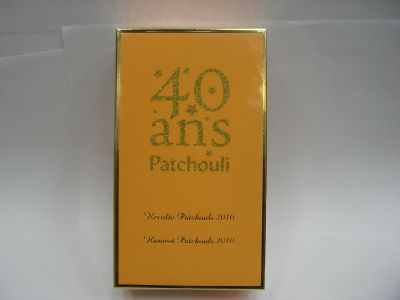 40
ans
Patchouli
Récolte Patchouli 2010
Harvest Patchouli 2010